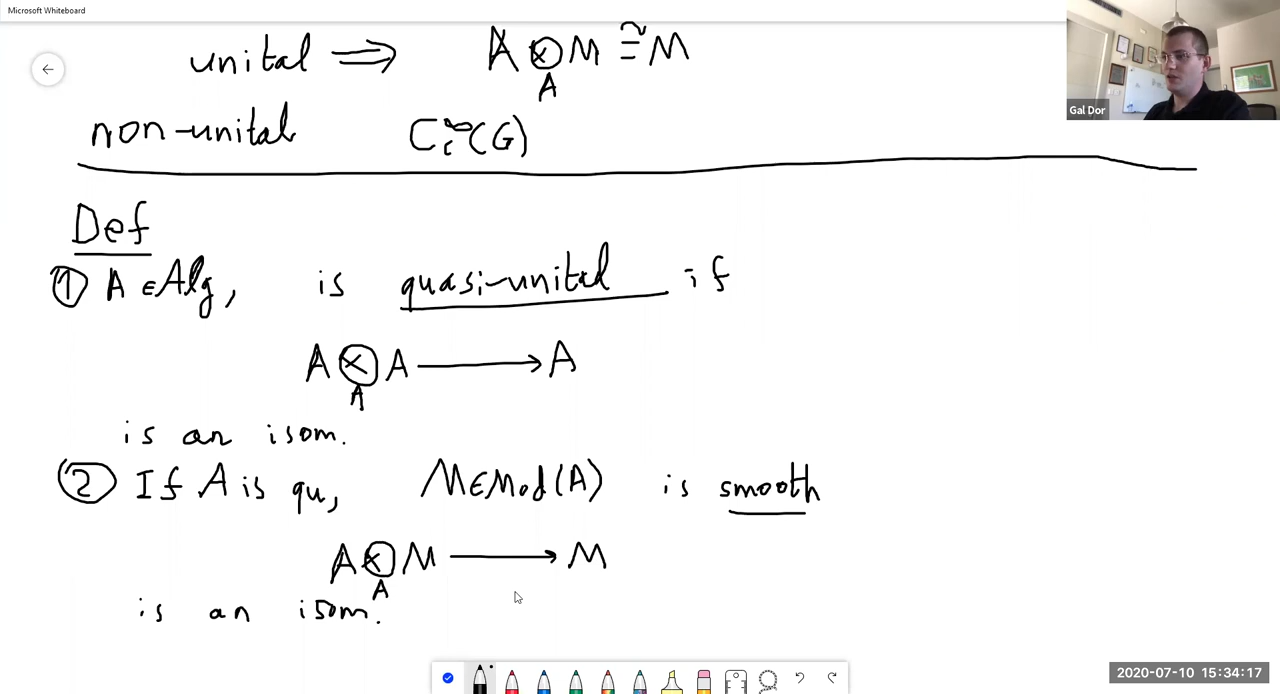 Microsoft Whiteboard
unital ⟹ A ⊗_A M ≅ M
non-unital C_c^∞(G)
Def
① A ∈ Alg, is quasi-unital if
A ⊗_A A ⟶ A
is an isom.
② If A is qu, M∈Mod(A) is smooth
A ⊗_A M ⟶ M
is an isom.
Gal Dor
2020-07-10 15:34:17